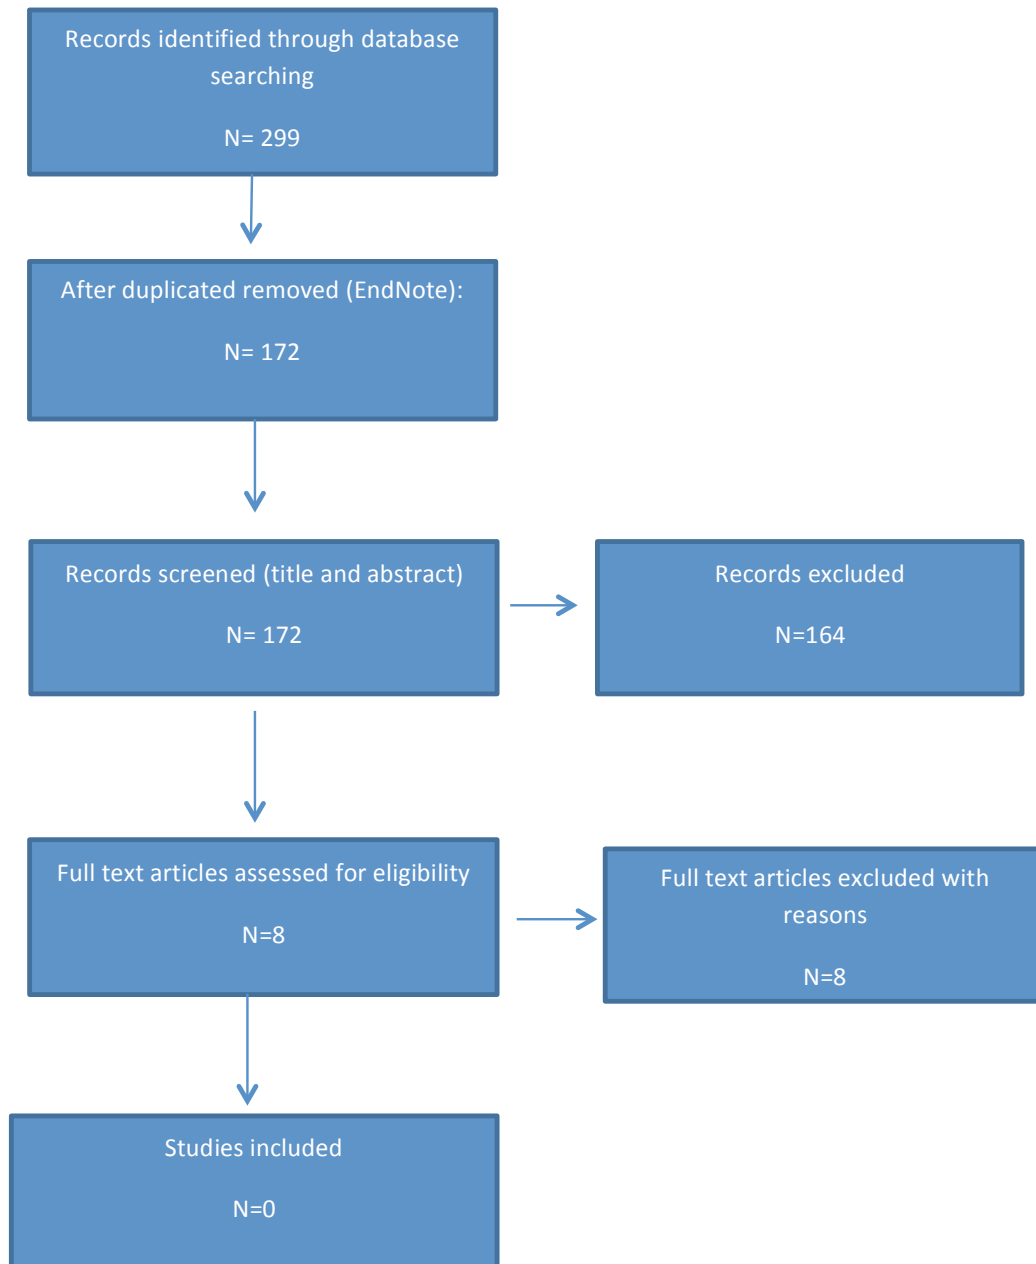 Records identified through database
searching
N= 299
After duplicated removed (EndNote):
N= 172
Records screened (title and abstract)
N= 172
Records excluded
N=164
Full text articles assessed for eligibility
N=8
Full text articles excluded with
reasons
N=8
Studies included
N=0